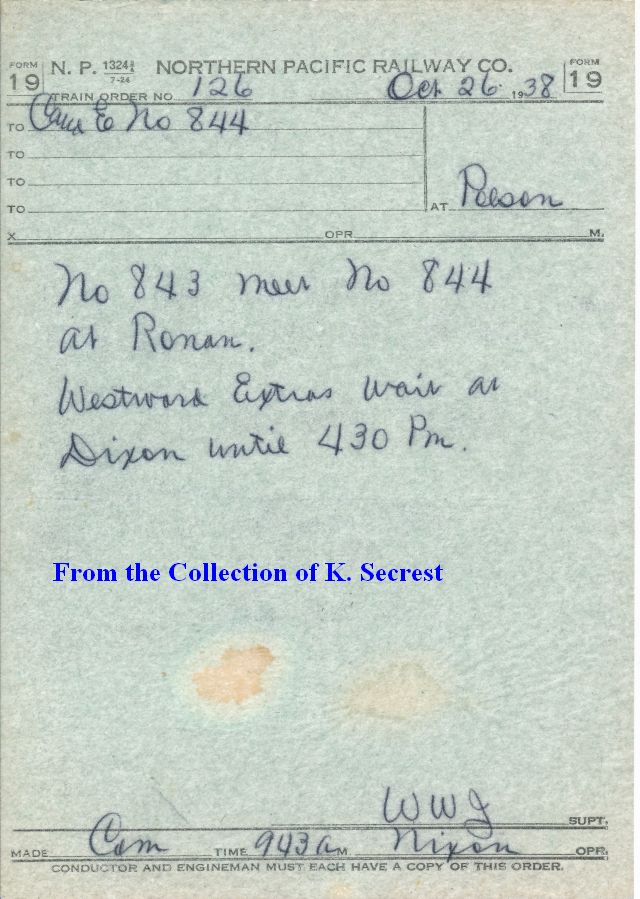 FORM 19 N. P. 1324½ 7-24 NORTHERN PACIFIC RAILWAY CO. FORM 19
TRAIN ORDER NO. 126 Oct 26 1938
TO C and E No 844
TO
TO
TO AT Polson
X OPR. M.
No 843 meet No 844
at Ronan.
Westward Extras wait at
Dixon until 430 Pm.
From the Collection of K. Secrest
WWJ SUPT.
MADE Com TIME 943 a M. Nixon OPR.
CONDUCTOR AND ENGINEMAN MUST EACH HAVE A COPY OF THIS ORDER.